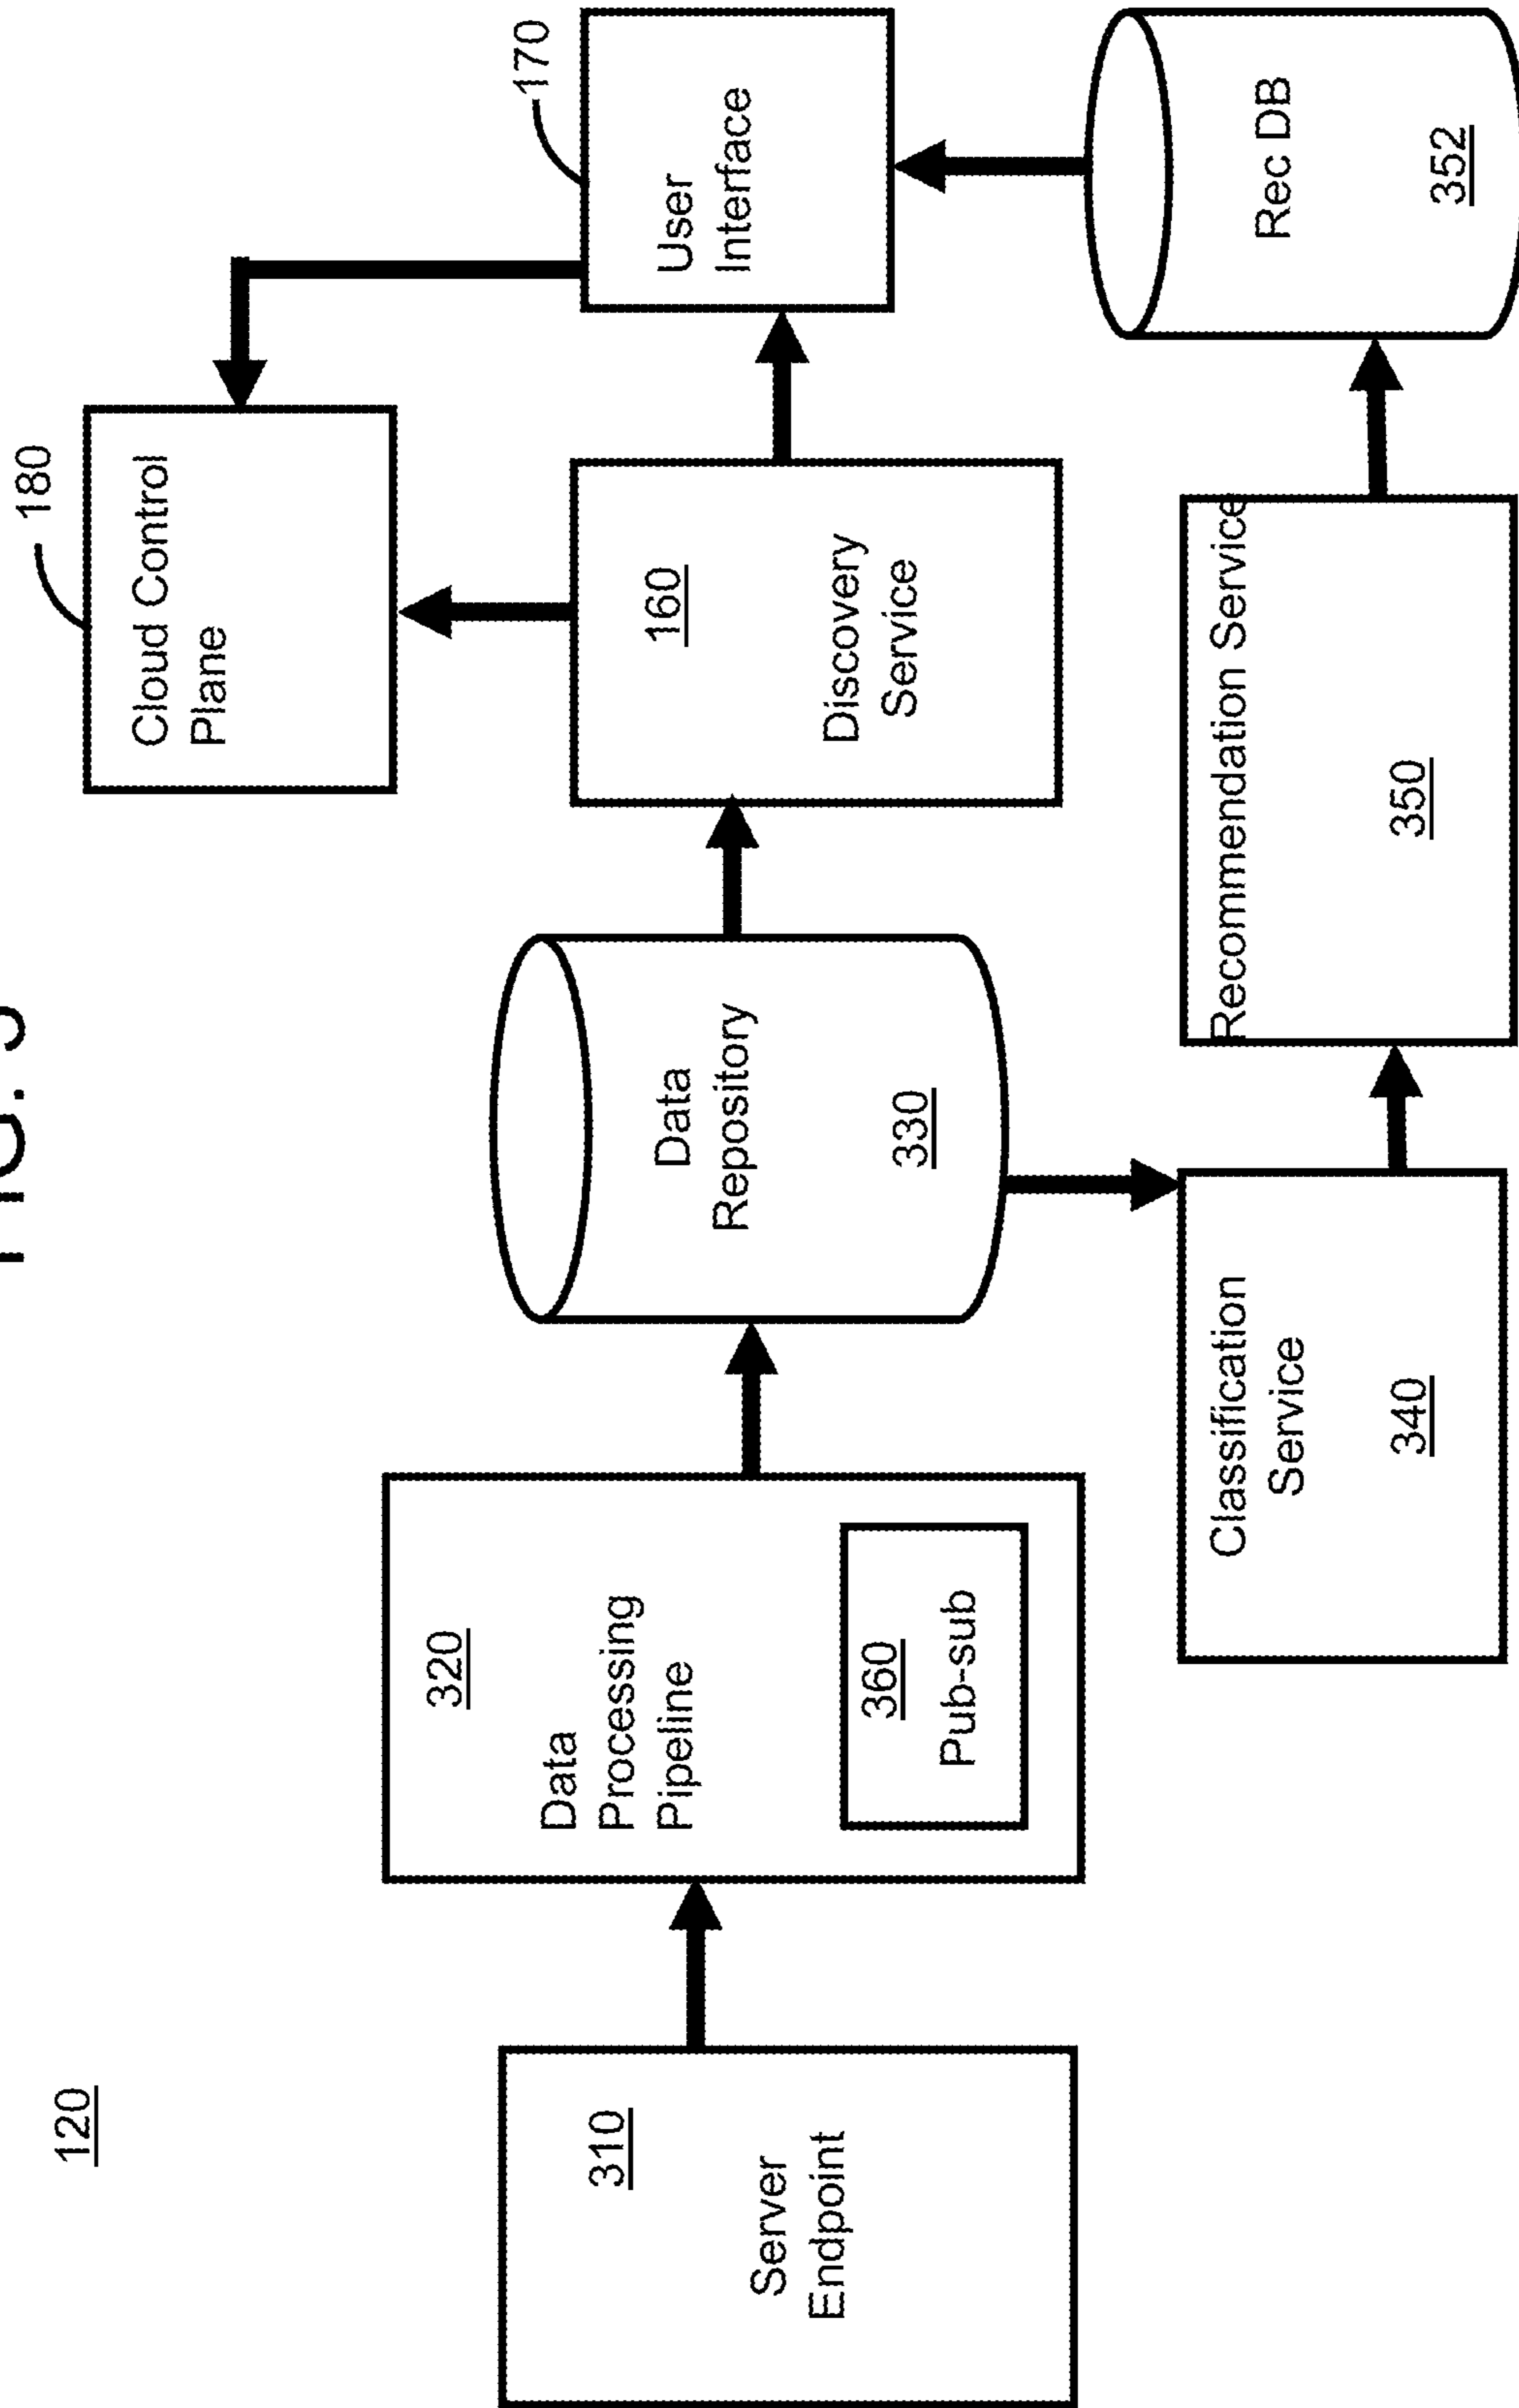 FIG.
120
180
Cloud Control
Plane
170
User
Interface
310
Server
Endpoint
320
Data
Processing
Pipeline
360
Pub-sub
Data
Repository
330
160
Discovery
Service
Classification
Service
340
Recommendation Service
350
Rec DB
352